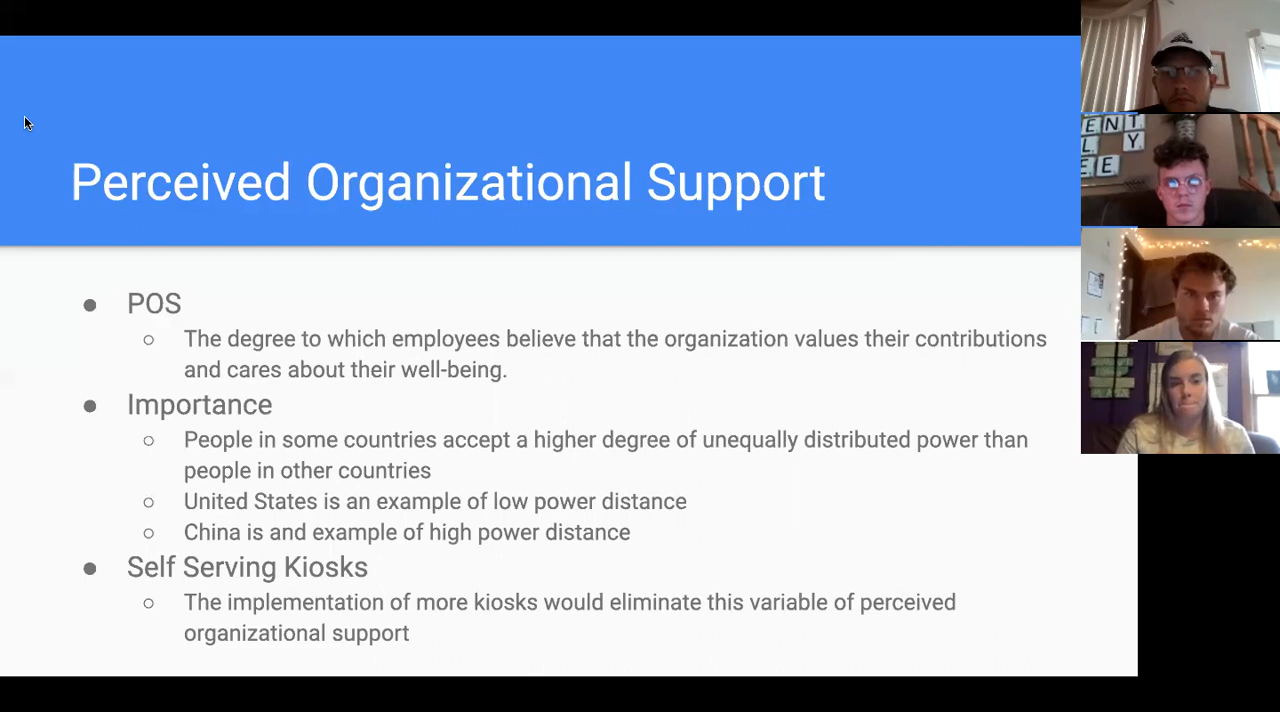 Perceived Organizational Support
● POS
○ The degree to which employees believe that the organization values their contributions
and cares about their well-being.
● Importance
○ People in some countries accept a higher degree of unequally distributed power than
people in other countries
○ United States is an example of low power distance
○ China is and example of high power distance
● Self Serving Kiosks
○ The implementation of more kiosks would eliminate this variable of perceived
organizational support
ENT
L Y
EE